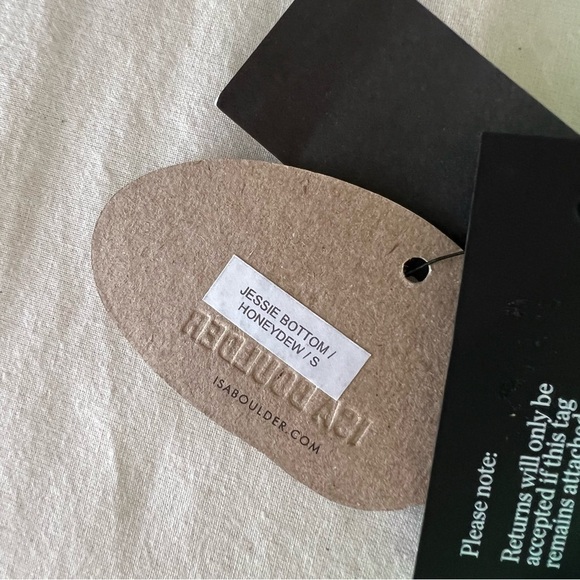 JESSIE BOTTOM /
HONEYDEW / S
ISA BOULDER
ISABOULDER.COM
Please note:
Returns will only be
accepted if this tag
remains attached